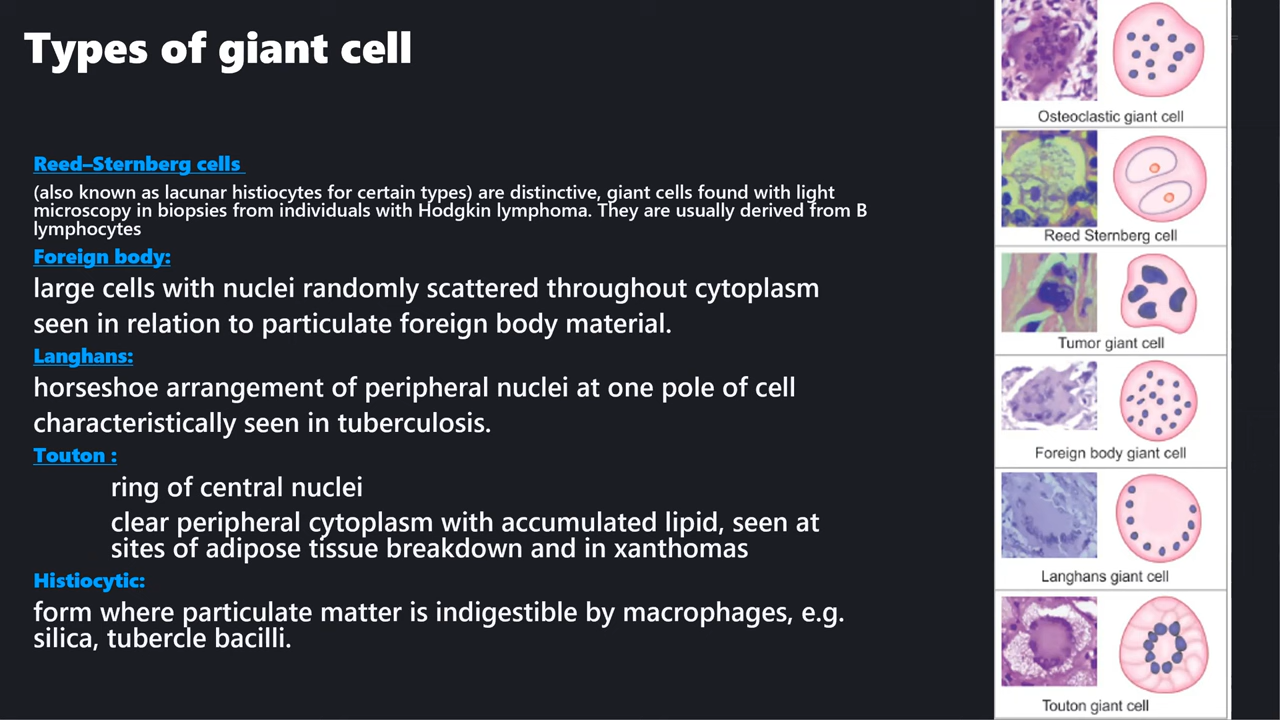 Types of giant cell
Reed–Sternberg cells
(also known as lacunar histiocytes for certain types) are distinctive, giant cells found with light
microscopy in biopsies from individuals with Hodgkin lymphoma. They are usually derived from B
lymphocytes
Foreign body:
large cells with nuclei randomly scattered throughout cytoplasm
seen in relation to particulate foreign body material.
Langhans:
horseshoe arrangement of peripheral nuclei at one pole of cell
characteristically seen in tuberculosis.
Touton :
ring of central nuclei
clear peripheral cytoplasm with accumulated lipid, seen at
sites of adipose tissue breakdown and in xanthomas
Histiocytic:
form where particulate matter is indigestible by macrophages, e.g.
silica, tubercle bacilli.
Osteoclastic giant cell
Reed Sternberg cell
Tumor giant cell
Foreign body giant cell
Langhans giant cell
Touton giant cell